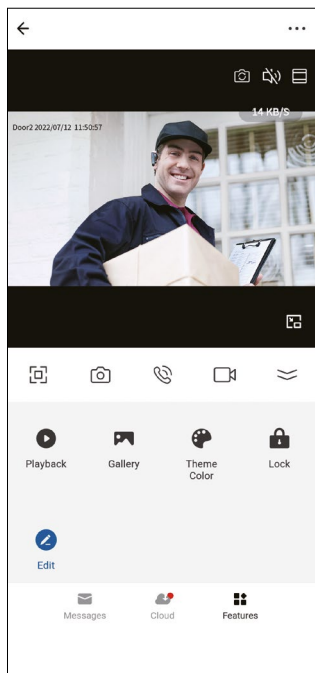 14 KB/S
Door2 2022/07/12 11:50:57
Playback
Gallery
Theme
Color
Lock
Edit
Messages
Cloud
Features